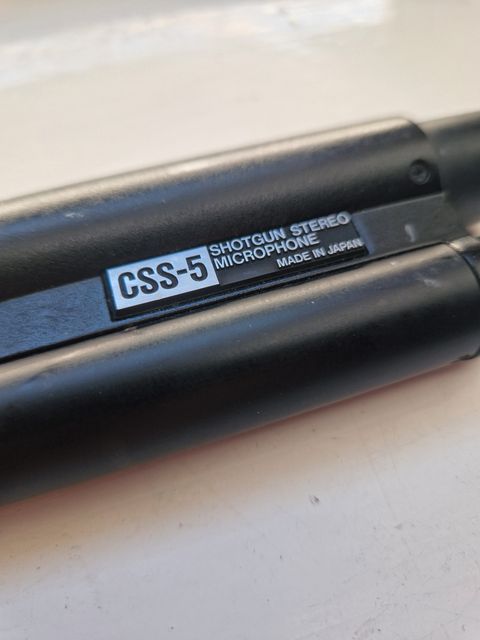 CSS-5
SHOTGUN STEREO
MICROPHONE
MADE IN JAPAN